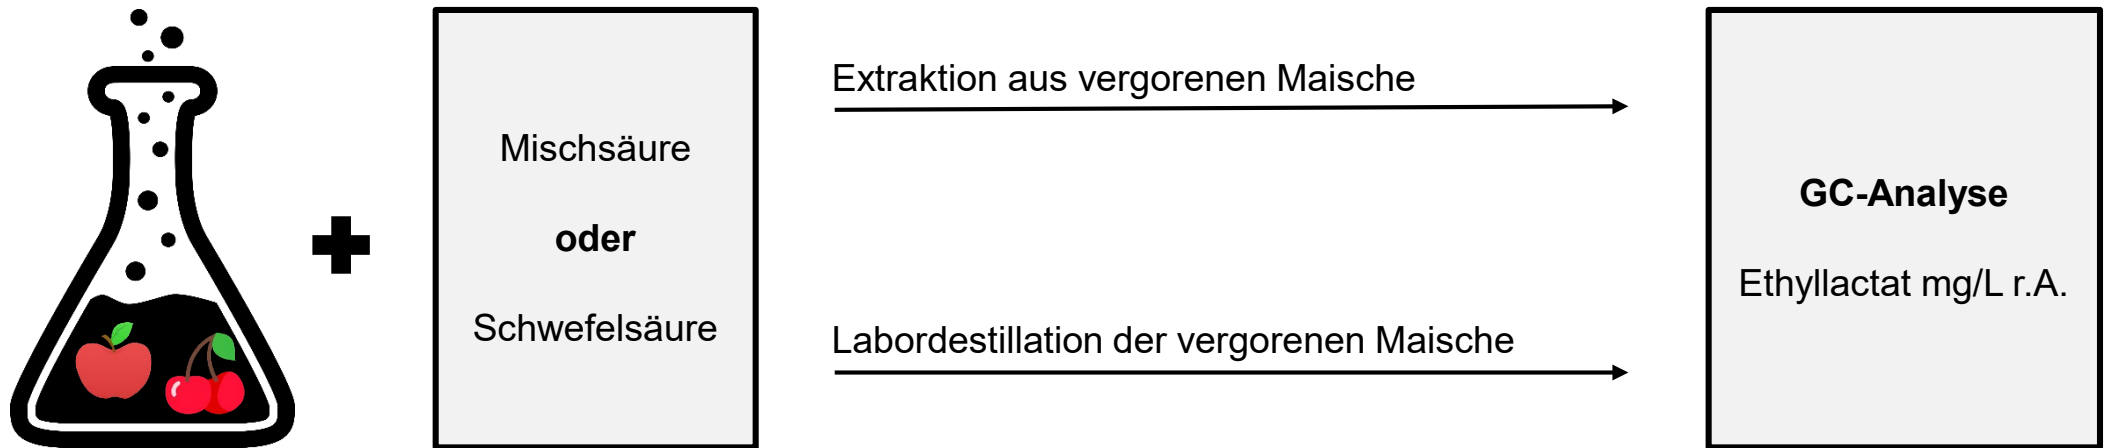 Mischsäure
oder
Schwefelsäure
Extraktion aus vergorenen Maische
Labordestillation der vergorenen Maische
GC-Analyse
Ethyllactat mg/L r.A.